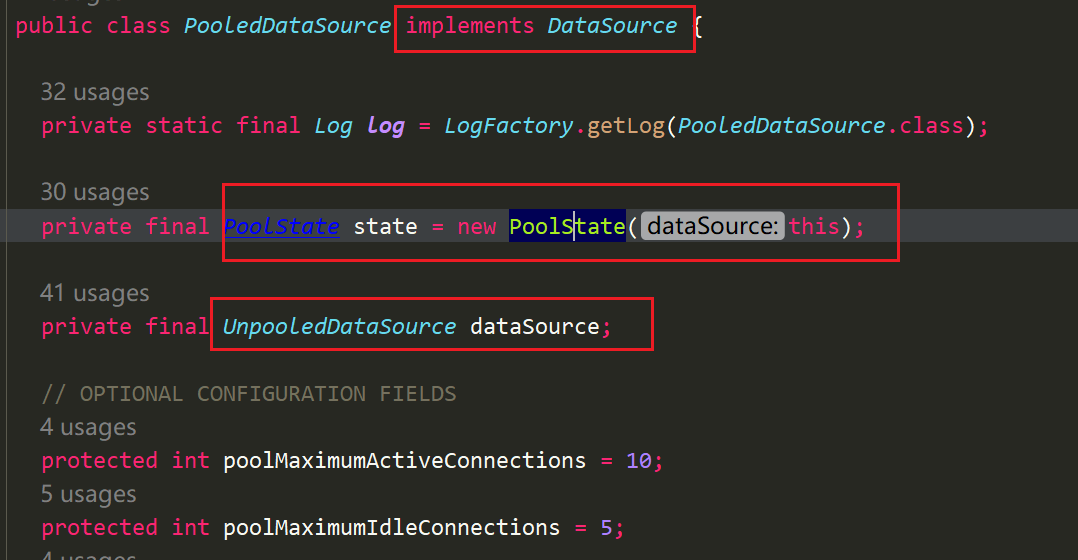 public class PooledDataSource implements DataSource {
32 usages
private static final Log log = LogFactory.getLog(PooledDataSource.class);
30 usages
private final PoolState state = new PoolState( dataSource: this);
41 usages
private final UnpooledDataSource dataSource;
// OPTIONAL CONFIGURATION FIELDS
4 usages
protected int poolMaximumActiveConnections = 10;
5 usages
protected int poolMaximumIdleConnections = 5;
4 usages